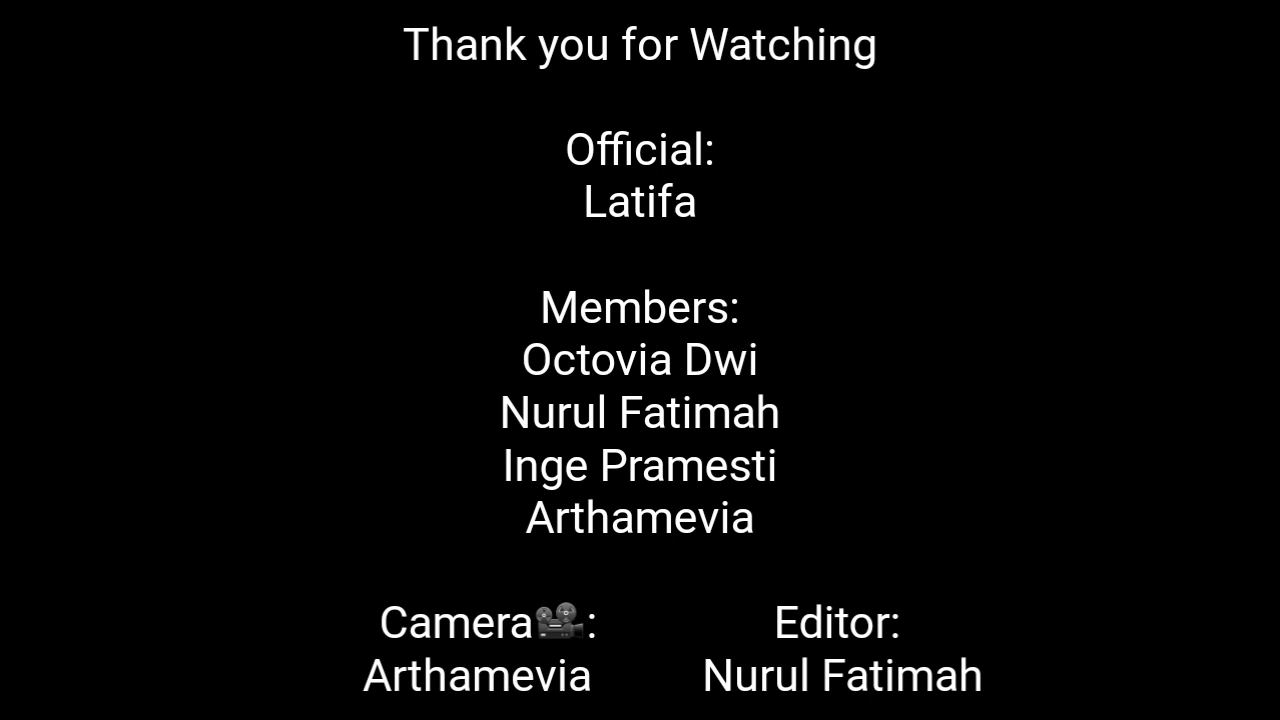 Thank you for Watching
Official:
Latifa
Members:
Octovia Dwi
Nurul Fatimah
Inge Pramesti
Arthamevia
Camera🎥: Editor:
Arthamevia Nurul Fatimah